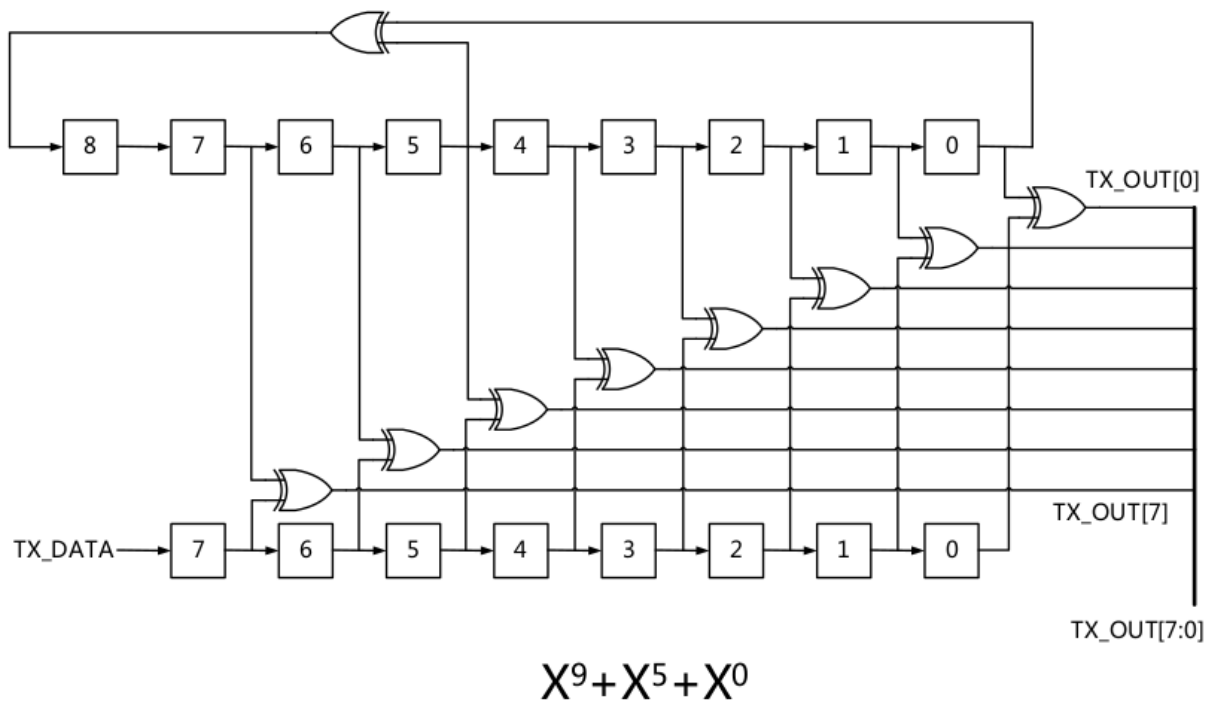 8 7 6 5 4 3 2 1 0
TX_OUT[0]
TX_OUT[7]
TX_DATA 7 6 5 4 3 2 1 0
TX_OUT[7:0]
X⁹+X⁵+X⁰